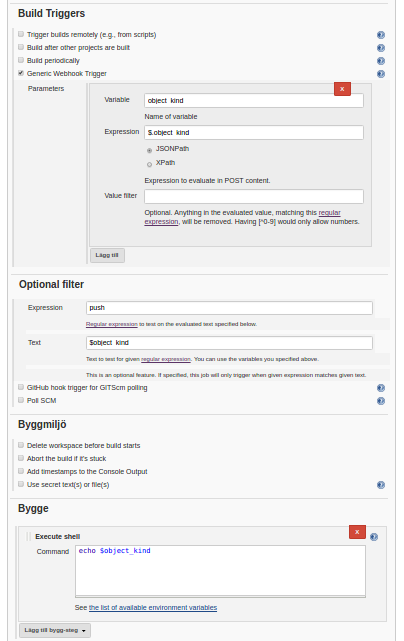 Build Triggers
Trigger builds remotely (e.g., from scripts)
Build after other projects are built
Build periodically
Generic Webhook Trigger
Parameters
X
Variable
object_kind
Name of variable
Expression
$.object_kind
JSONPath
XPath
Expression to evaluate in POST content.
Value filter
Optional. Anything in the evaluated value, matching this regular
expression, will be removed. Having [^0-9] would only allow numbers.
Lägg till
Optional filter
Expression
push
Regular expression to test on the evaluated text specified below.
Text
$object_kind
Text to test for given regular expression. You can use the variables you specified above.
This is an optional feature. If specified, this job will only trigger when given expression matches given text.
GitHub hook trigger for GITScm polling
Poll SCM
Byggmiljö
Delete workspace before build starts
Abort the build if it's stuck
Add timestamps to the Console Output
Use secret text(s) or file(s)
Bygge
X
Execute shell
Command
echo $object_kind
See the list of available environment variables
Lägg till bygg-steg